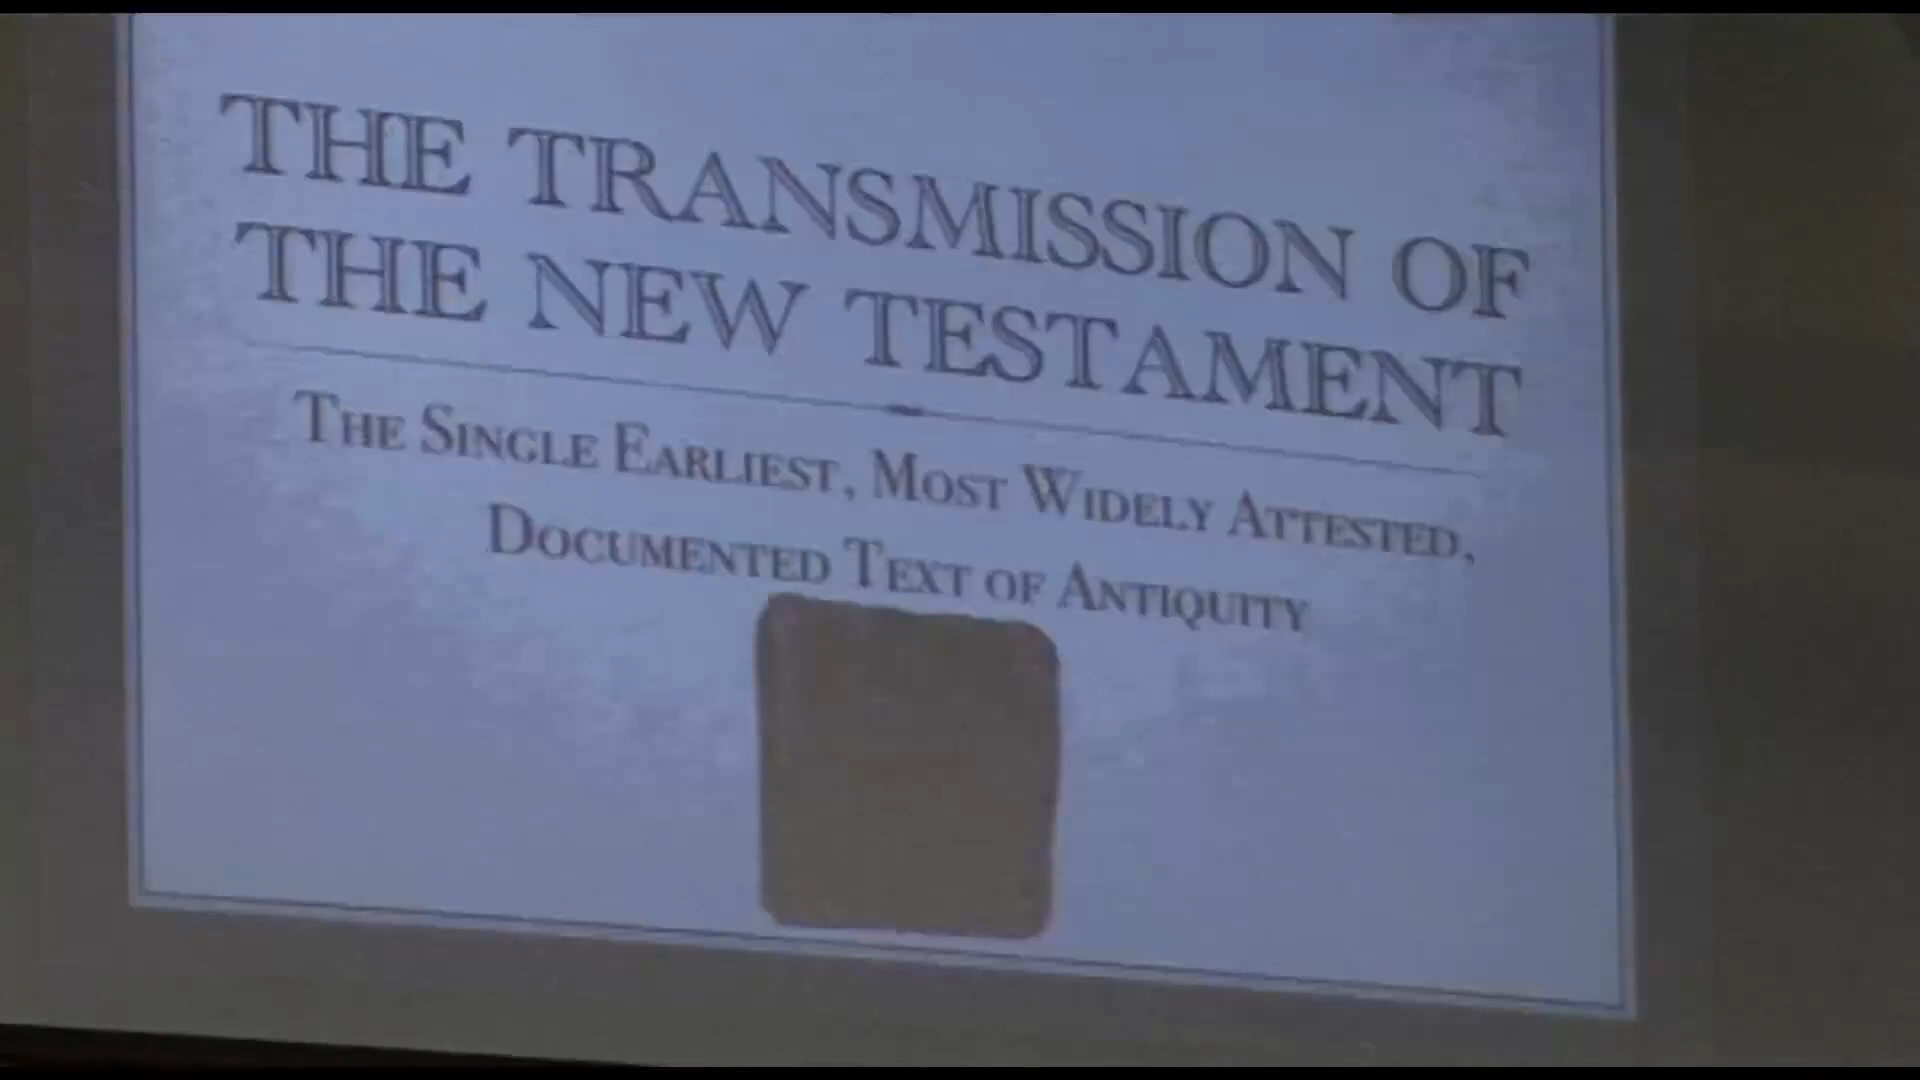 THE TRANSMISSION OF
THE NEW TESTAMENT
THE SINGLE EARLIEST, MOST WIDELY ATTESTED,
DOCUMENTED TEXT OF ANTIQUITY